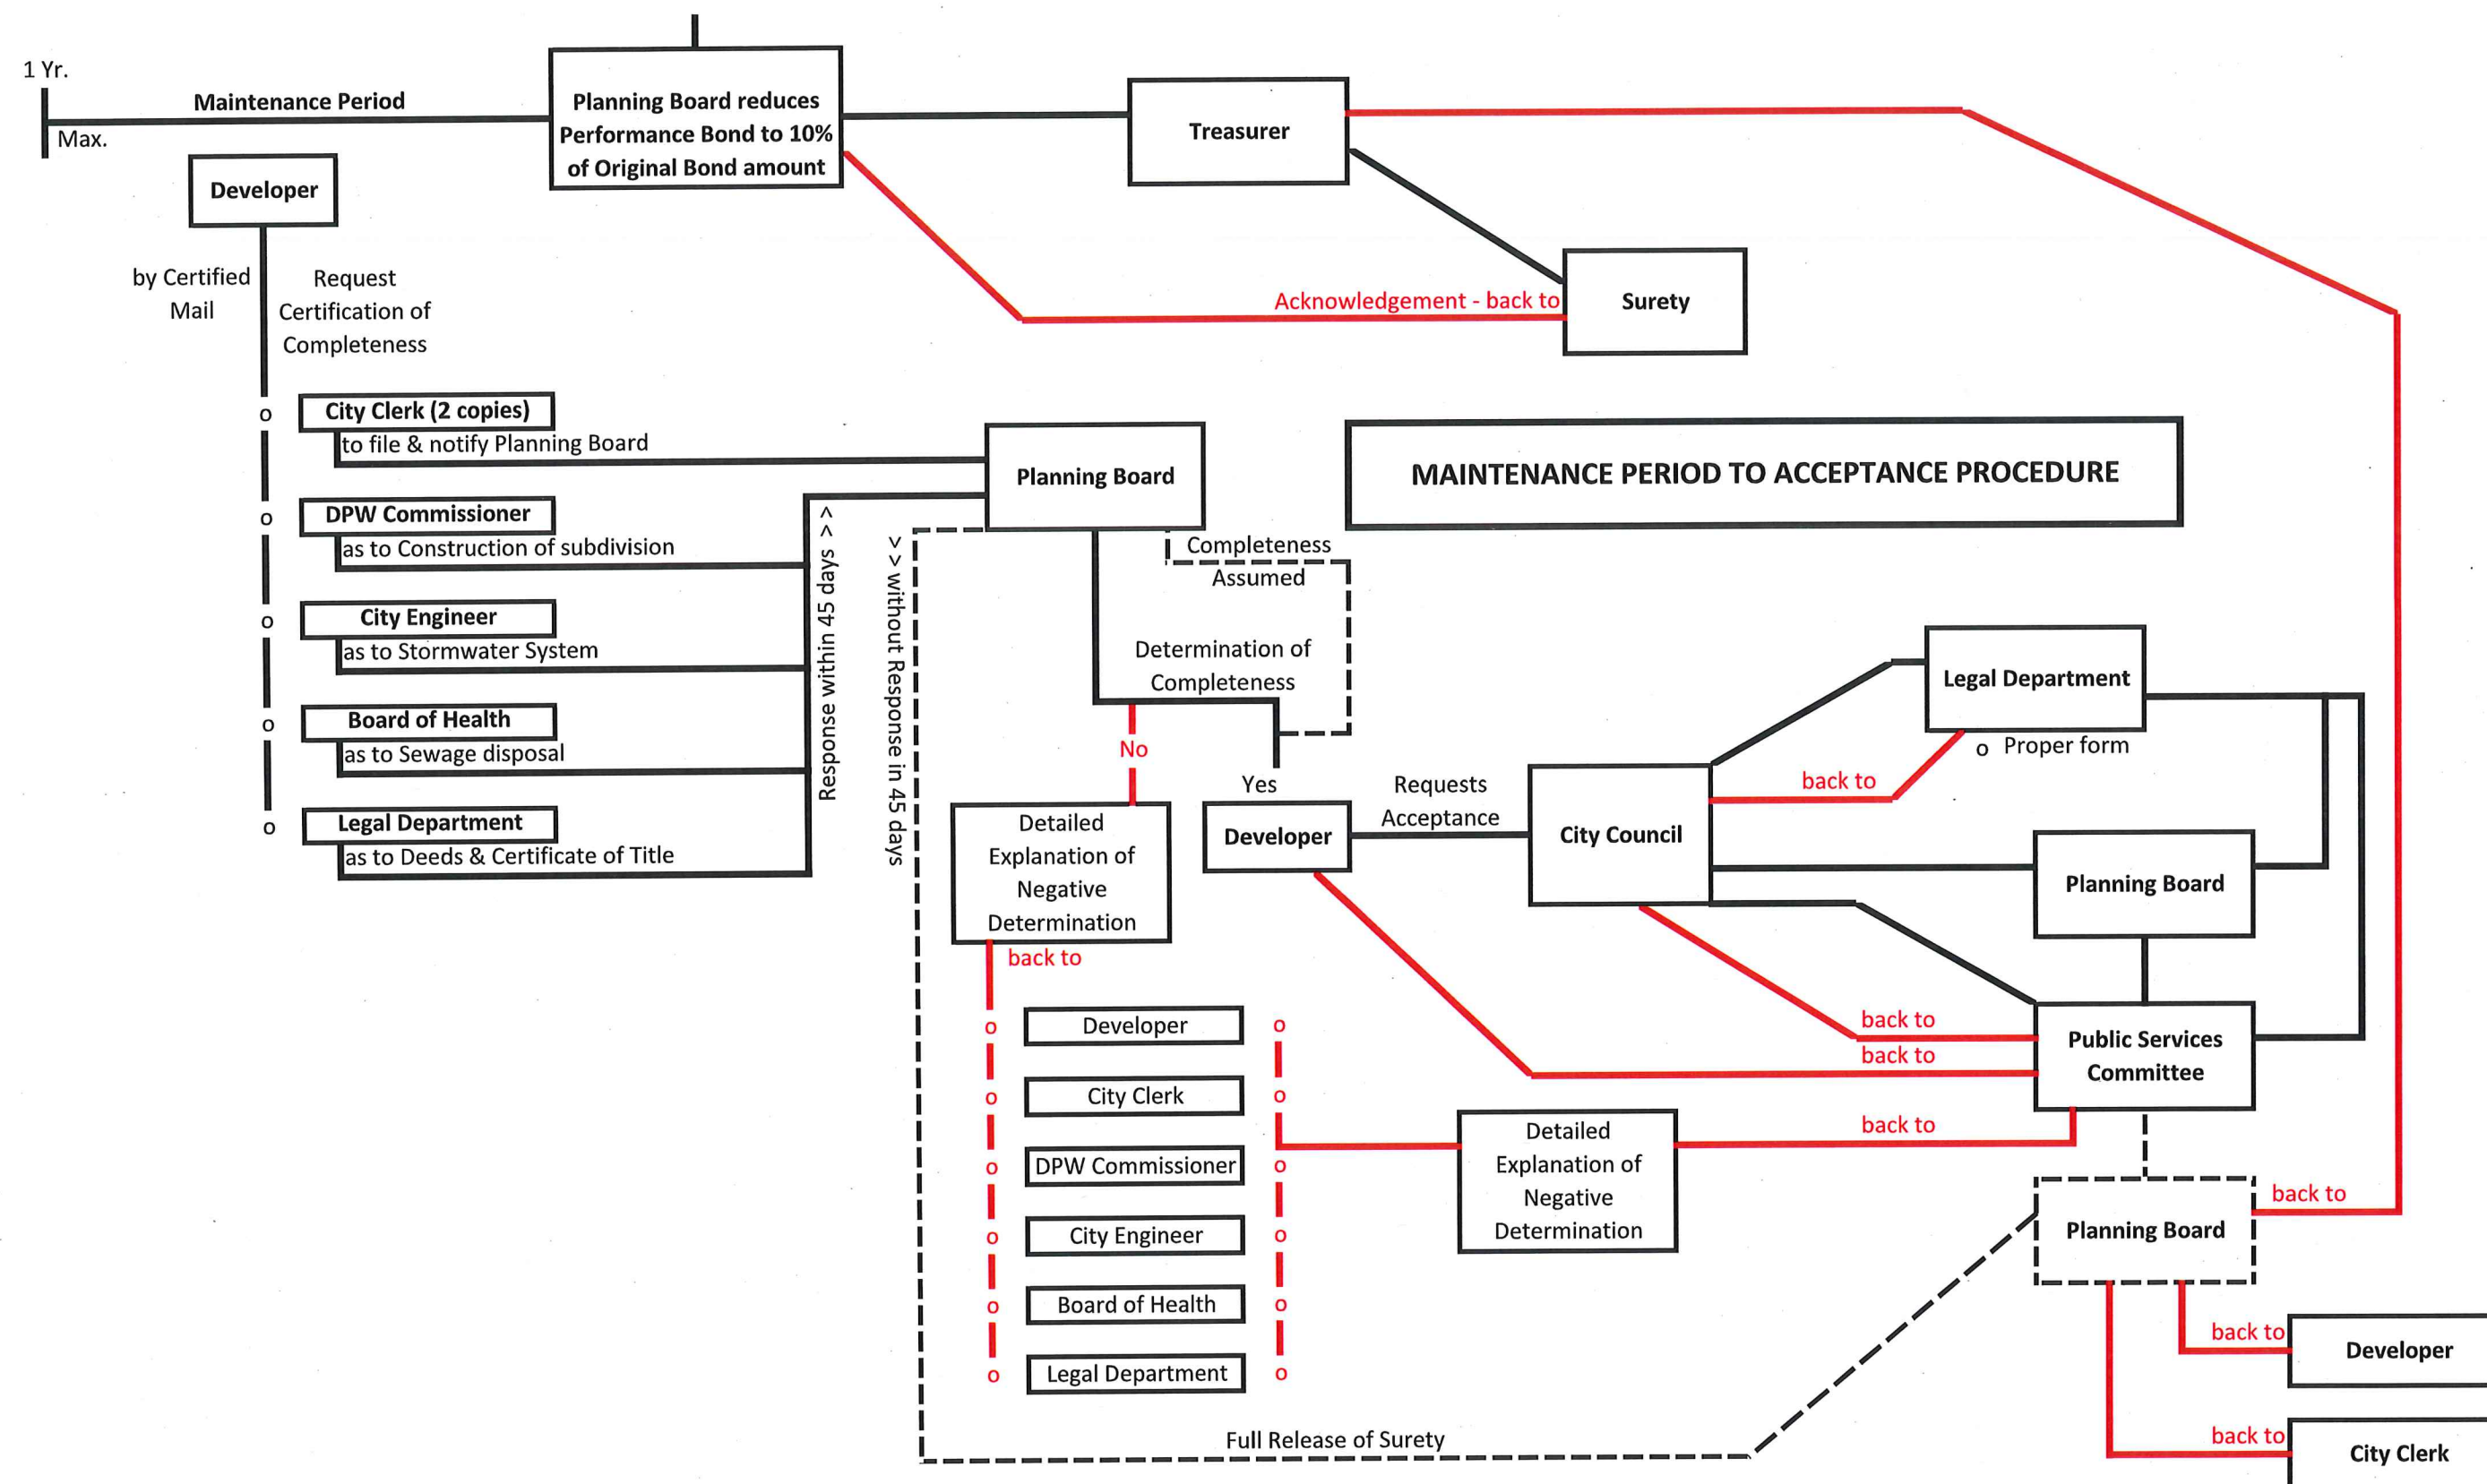 1 Yr.
Maintenance Period
Max.
Planning Board reduces
Performance Bond to 10%
of Original Bond amount
Treasurer
Developer
by Certified
Mail
Request
Certification of
Completeness
Acknowledgement - back to
Surety
City Clerk (2 copies)
to file & notify Planning Board
DPW Commissioner
as to Construction of subdivision
City Engineer
as to Stormwater System
Board of Health
as to Sewage disposal
Legal Department
as to Deeds & Certificate of Title
Response within 45 days > >
> > without Response in 45 days
Planning Board
MAINTENANCE PERIOD TO ACCEPTANCE PROCEDURE
Completeness
Assumed
Determination of
Completeness
No
Yes
Detailed
Explanation of
Negative
Determination
back to
Developer
Requests
Acceptance
City Council
Legal Department
o Proper form
back to
Planning Board
Public Services
Committee
back to
back to
back to
Developer
City Clerk
DPW Commissioner
City Engineer
Board of Health
Legal Department
Detailed
Explanation of
Negative
Determination
Planning Board
back to
back to
Developer
back to
City Clerk
Full Release of Surety